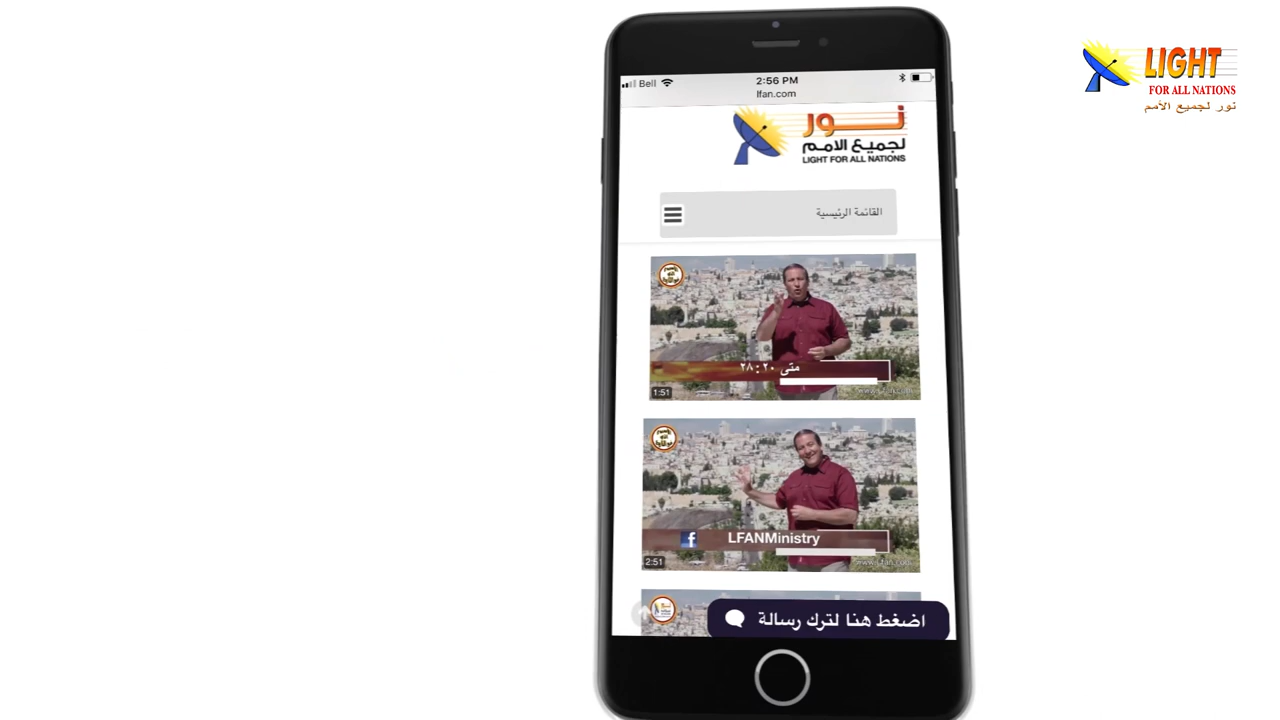 LIGHT
FOR ALL NATIONS
نور لجميع الأمم
Bell
2:56 PM
lfan.com
نور
لجميع الامم
LIGHT FOR ALL NATIONS
القائمة الرئيسية
متى ٢٠ : ٢٨
1:51
LFANMinistry
2:51
www.lfan.com
اضغط هنا لترك رسالة